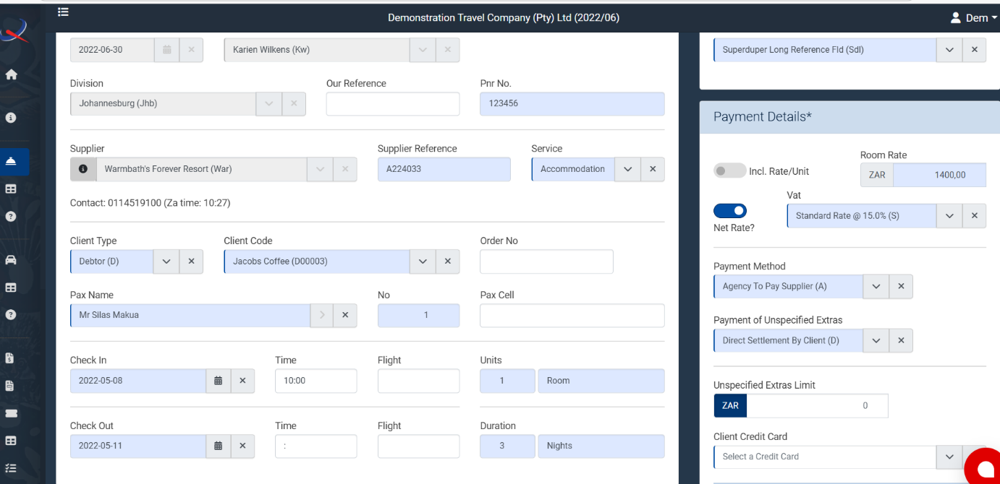 Demonstration Travel Company (Pty) Ltd (2022/06)
Dem
2022-06-30
Karien Wilkens (Kw)
Division
Our Reference
Pnr No.
Johannesburg (Jhb)
123456
Supplier
Supplier Reference
Service
Warmbath's Forever Resort (War)
A224033
Accommodation
Contact: 0114519100 (Za time: 10:27)
Client Type
Client Code
Order No
Debtor (D)
Jacobs Coffee (D00003)
Pax Name
No
Pax Cell
Mr Silas Makua
1
Check In
Time
Flight
Units
2022-05-08
10:00
1
Room
Check Out
Time
Flight
Duration
2022-05-11
:
3
Nights
Superduper Long Reference Fld (Sdl)
Payment Details*
Room Rate
Incl. Rate/Unit
ZAR
1400,00
Vat
Standard Rate @ 15.0% (S)
Net Rate?
Payment Method
Agency To Pay Supplier (A)
Payment of Unspecified Extras
Direct Settlement By Client (D)
Unspecified Extras Limit
ZAR
0
Client Credit Card
Select a Credit Card